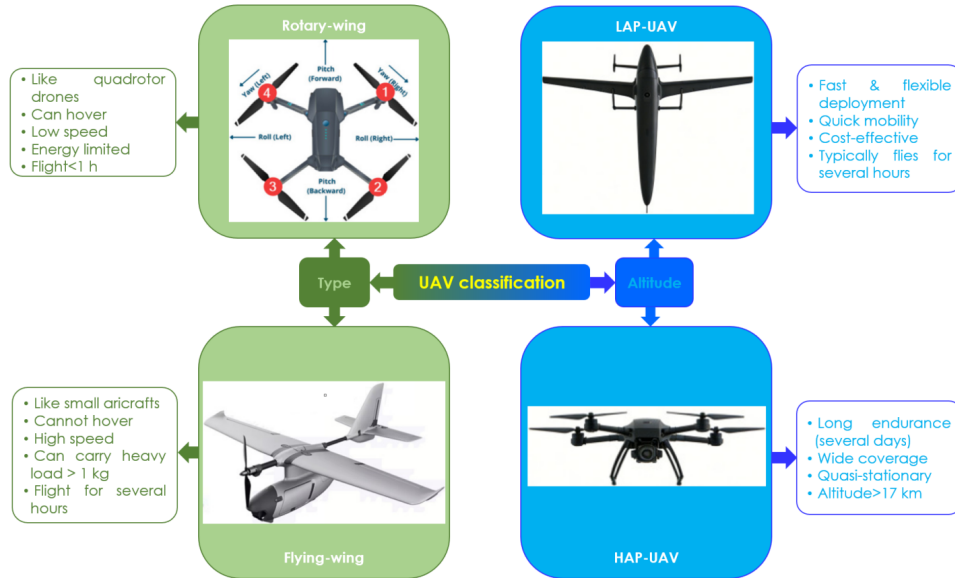 Rotary-wing
Pitch
(Forward)
Yaw (Left)
Yaw (Right)
4
1
Roll (Left)
Roll (Right)
3
2
Pitch
(Backward)
• Like quadrotor
drones
• Can hover
• Low speed
• Energy limited
• Flight<1 h
LAP-UAV
• Fast & flexible
deployment
• Quick mobility
• Cost-effective
• Typically flies for
several hours
Type
UAV classification
Altitude
• Like small aricrafts
• Cannot hover
• High speed
• Can carry heavy
load > 1 kg
• Flight for several
hours
Flying-wing
HAP-UAV
• Long endurance
(several days)
• Wide coverage
• Quasi-stationary
• Altitude>17 km